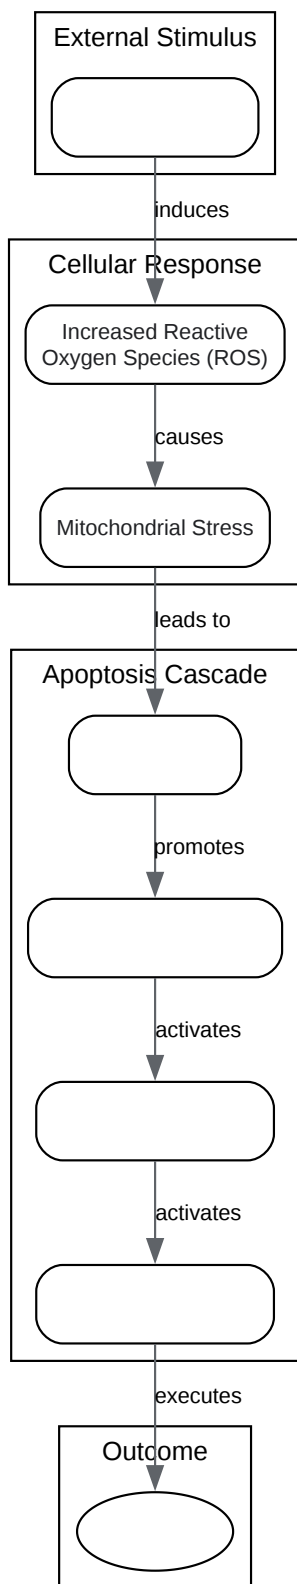 External Stimulus
induces
Cellular Response
Increased Reactive
Oxygen Species (ROS)
causes
Mitochondrial Stress
leads to
Apoptosis Cascade
promotes
activates
activates
executes
Outcome